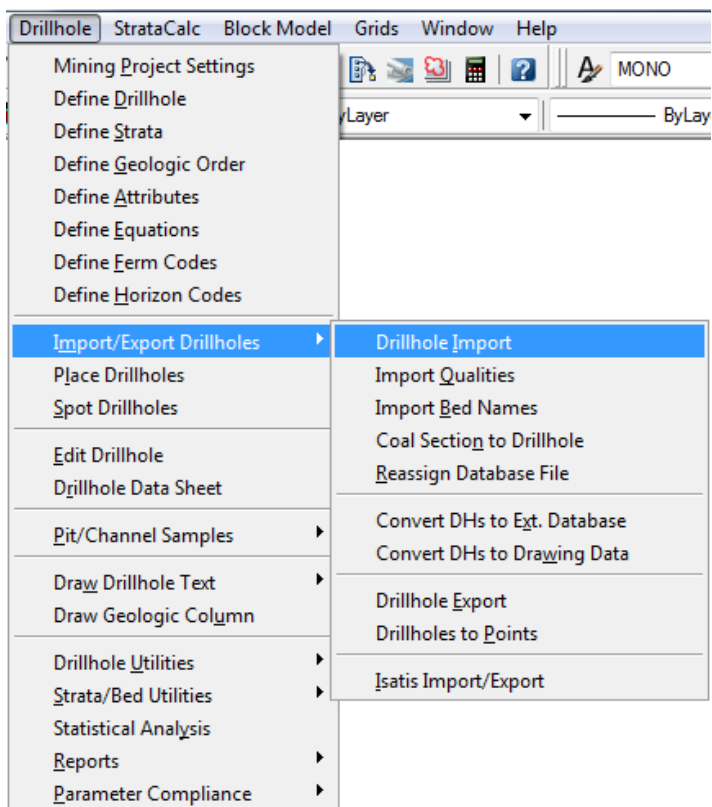 Drillhole StrataCalc Block Model Grids Window Help
MONO
yLayer ByLay
Mining Project Settings
Define Drillhole
Define Strata
Define Geologic Order
Define Attributes
Define Equations
Define Ferm Codes
Define Horizon Codes
Import/Export Drillholes
Place Drillholes
Spot Drillholes
Edit Drillhole
Drillhole Data Sheet
Pit/Channel Samples
Draw Drillhole Text
Draw Geologic Column
Drillhole Utilities
Strata/Bed Utilities
Statistical Analysis
Reports
Parameter Compliance
Drillhole Import
Import Qualities
Import Bed Names
Coal Section to Drillhole
Reassign Database File
Convert DHs to Ext. Database
Convert DHs to Drawing Data
Drillhole Export
Drillholes to Points
Isatis Import/Export